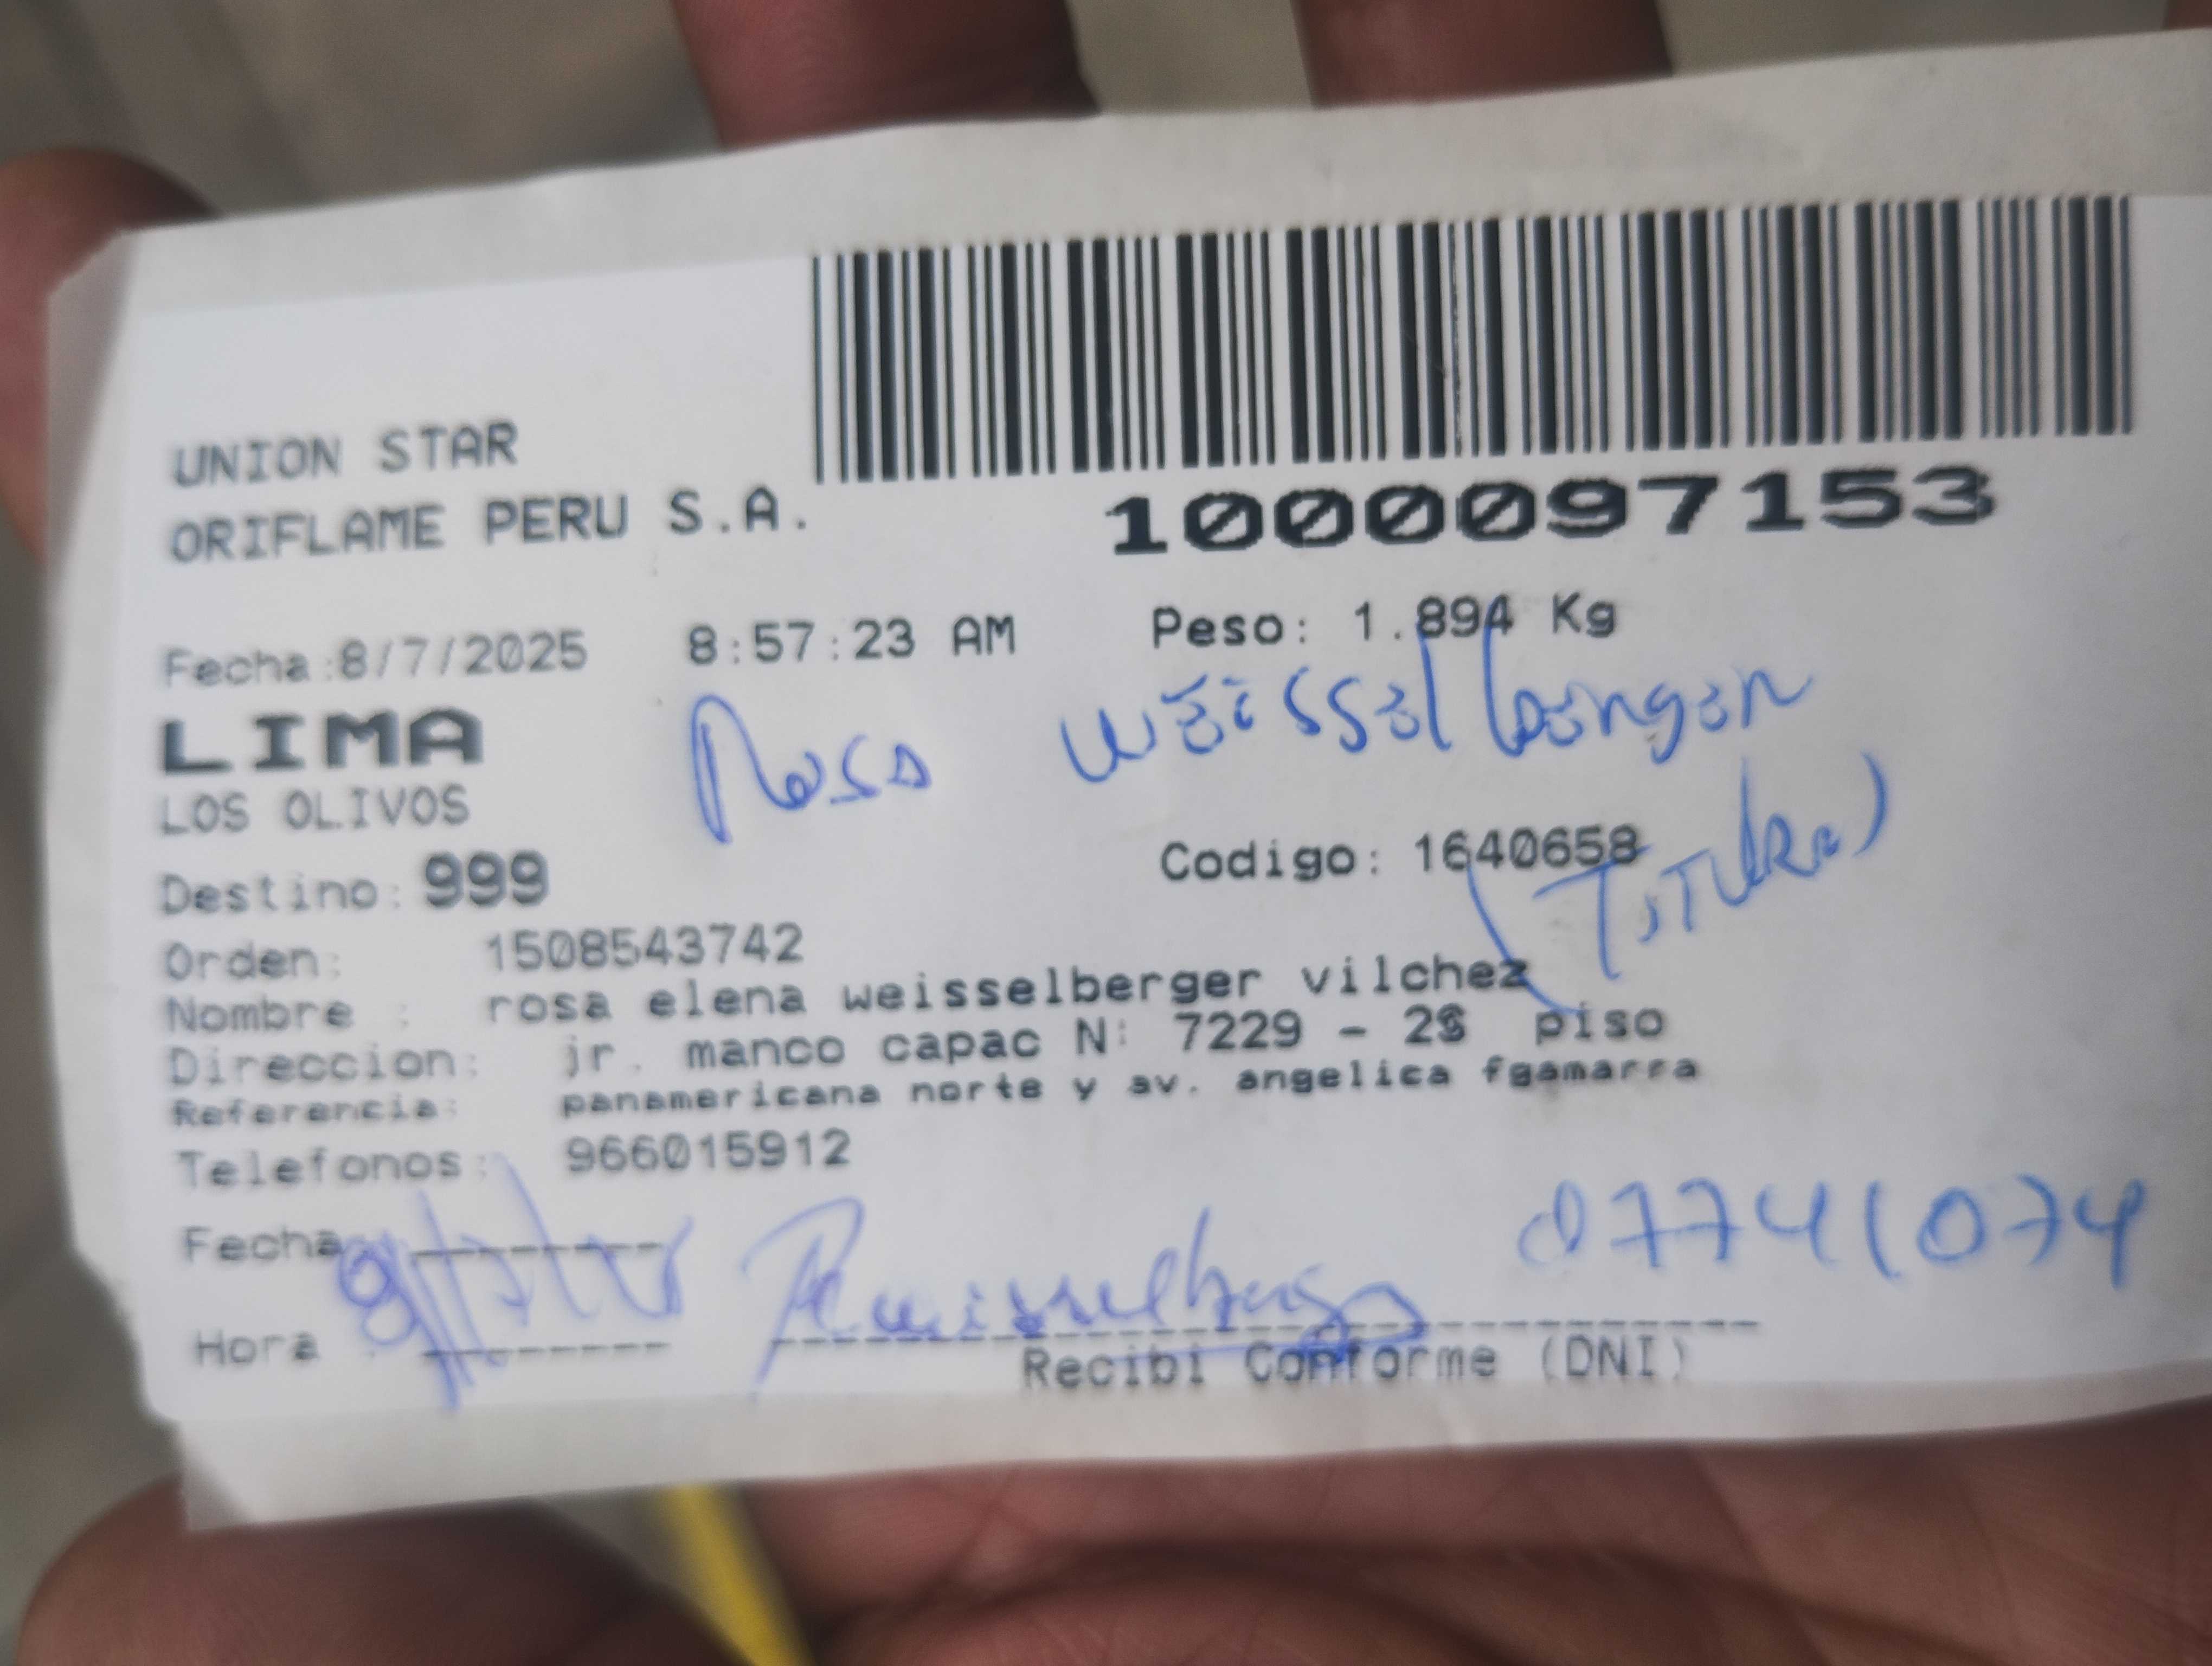 UNION STAR
ORIFLAME PERU S.A.
1000097153
Fecha:8/7/2025 8:57:23 AM Peso: 1.894 Kg
LIMA
Rosa Weisselberger
LOS OLIVOS
(Titular)
Destino: 999 Codigo: 1640658
Orden: 1508543742
Nombre : rosa elena weisselberger vilchez
Direccion: jr. manco capac N: 7229 - 2$ piso
Referencia: panamericana norte y av. angelica fgamarra
Telefonos: 966015912
Fecha
07741074
Hora
Recibi Conforme (DNI)